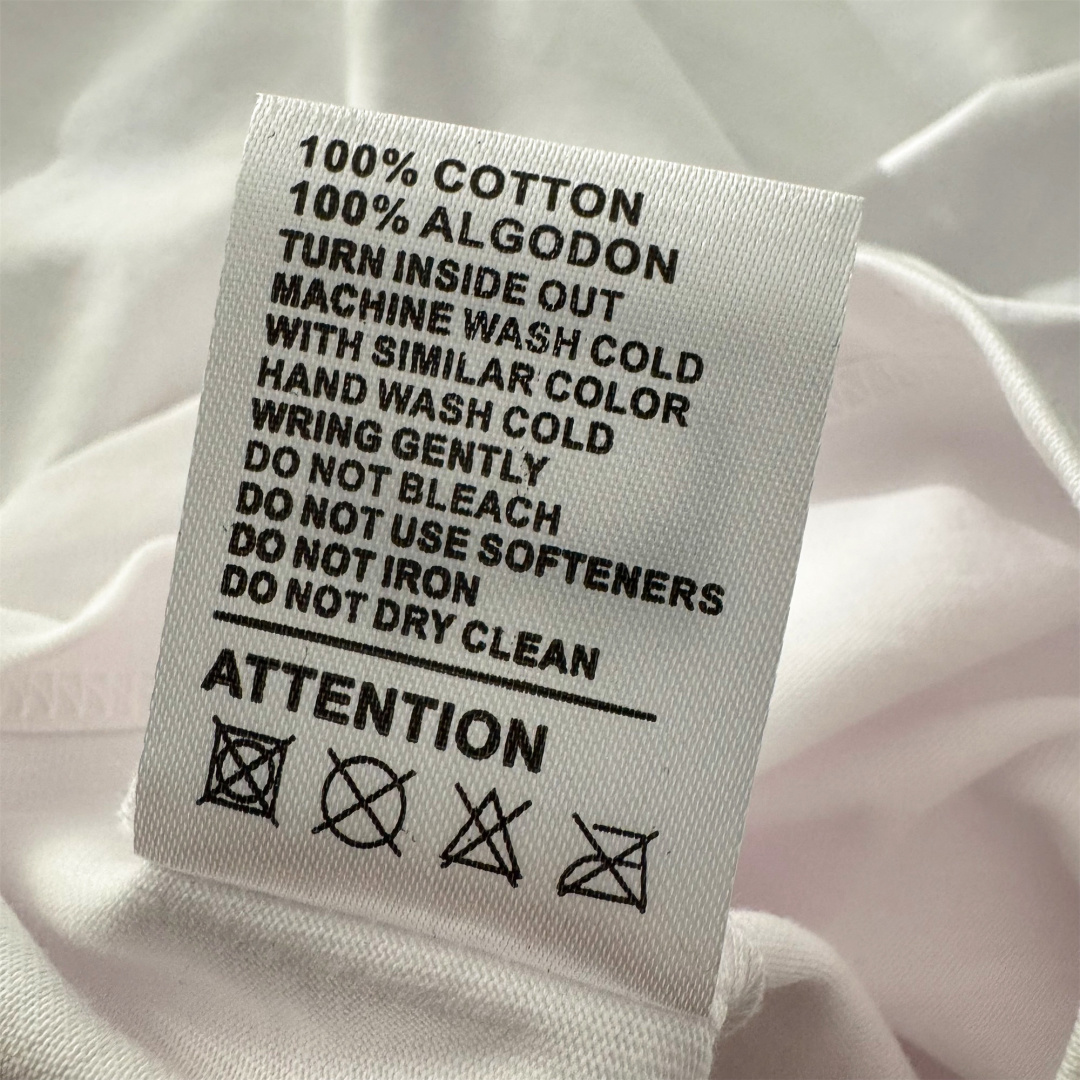 100% COTTON
100% ALGODON
TURN INSIDE OUT
MACHINE WASH COLD
WITH SIMILAR COLOR
HAND WASH COLD
WRING GENTLY
DO NOT BLEACH
DO NOT USE SOFTENERS
DO NOT IRON
DO NOT DRY CLEAN
ATTENTION